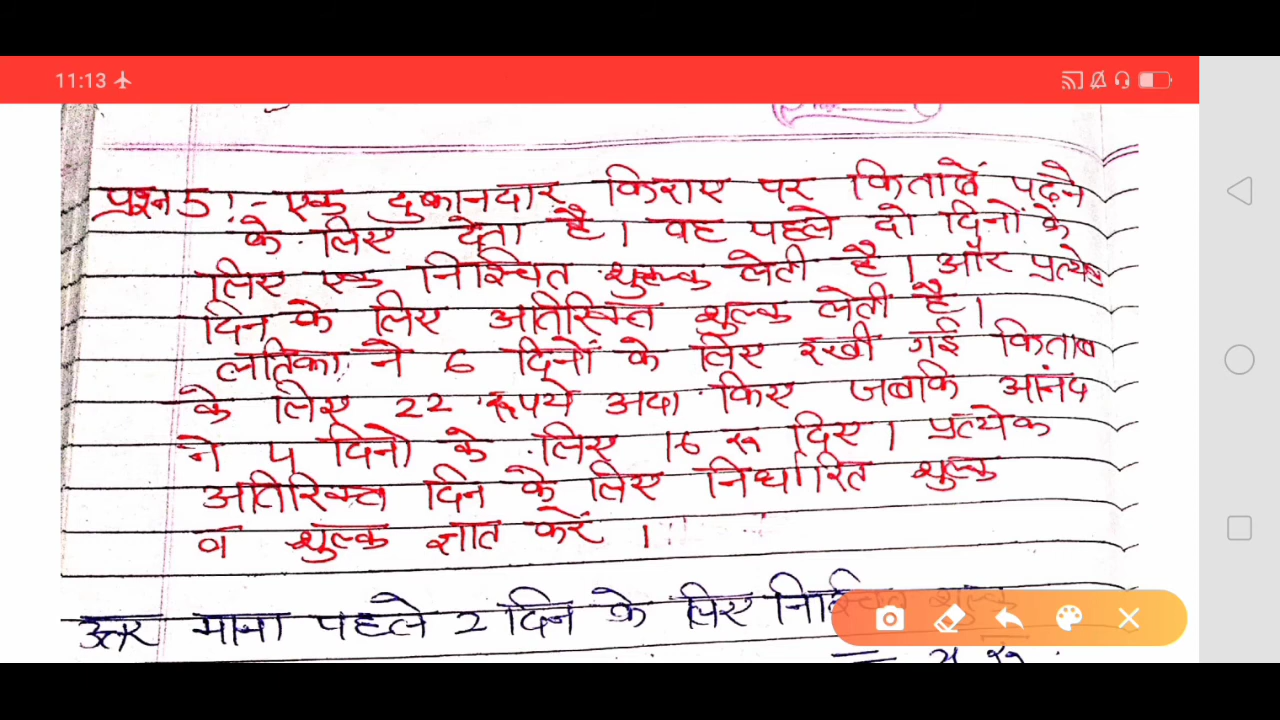 11:13
प्रश्न 5:- एक दुकानदार किराए पर किताबें पढ़ने
के लिए देता है। वह पहले दो दिनों के
लिए एक निश्चित शुल्क लेती है। और प्रत्येक
दिन के लिए अतिरिक्त शुल्क लेती है।
लतिका ने 6 दिनों के लिए रखी गई किताब
के लिए 22 रूपये अदा किए जबकि आनंद
ने 4 दिनो के लिए 16 रू दिए। प्रत्येक
अतिरिक्त दिन के लिए निर्धारित शुल्क
व शुल्क ज्ञात करें ।
उत्तर माना पहले 2 दिन के लिए